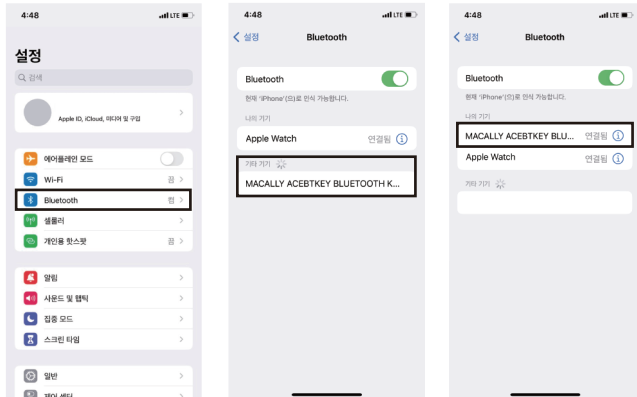 4:48
LTE
설정
검색
Apple ID, iCloud, 미디어 및 구입
에어플레인 모드
Wi-Fi 끔
Bluetooth 켬
셀룰러
개인용 핫스팟 끔
알림
사운드 및 햅틱
집중 모드
스크린 타임
일반
제어 센터
4:48
LTE
설정 Bluetooth
Bluetooth
현재 'iPhone'(으)로 인식 가능합니다.
나의 기기
Apple Watch 연결됨
기타 기기
MACALLY ACEBTKEY BLUETOOTH K...
4:48
LTE
설정 Bluetooth
Bluetooth
현재 'iPhone'(으)로 인식 가능합니다.
나의 기기
MACALLY ACEBTKEY BLU... 연결됨
Apple Watch 연결됨
기타 기기